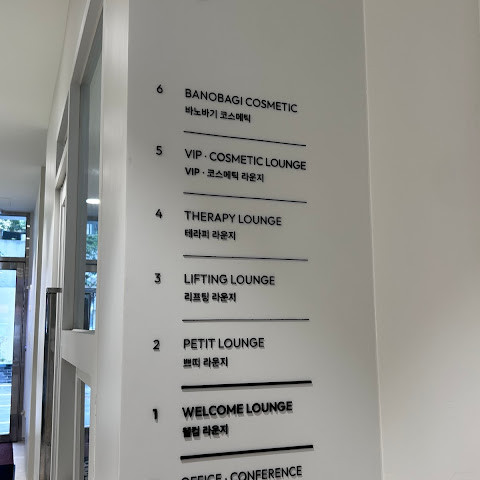 6 BANOBAGI COSMETIC
바노바기 코스메틱
5 VIP · COSMETIC LOUNGE
VIP · 코스메틱 라운지
4 THERAPY LOUNGE
테라피 라운지
3 LIFTING LOUNGE
리프팅 라운지
2 PETIT LOUNGE
쁘띠 라운지
1 WELCOME LOUNGE
웰컴 라운지
OFFICE · CONFERENCE